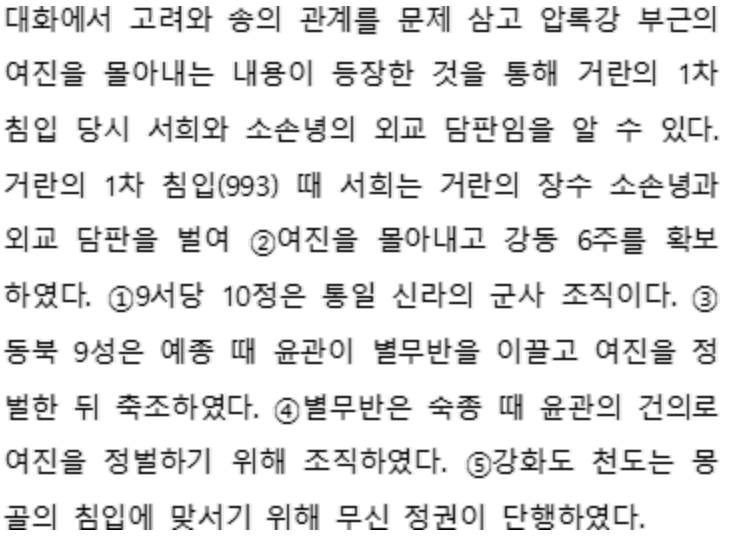 대화에서 고려와 송의 관계를 문제 삼고 압록강 부근의
여진을 몰아내는 내용이 등장한 것을 통해 거란의 1차
침입 당시 서희와 소손녕의 외교 담판임을 알 수 있다.
거란의 1차 침입(993) 때 서희는 거란의 장수 소손녕과
외교 담판을 벌여 ②여진을 몰아내고 강동 6주를 확보
하였다. ①9서당 10정은 통일 신라의 군사 조직이다. ③
동북 9성은 예종 때 윤관이 별무반을 이끌고 여진을 정
벌한 뒤 축조하였다. ④별무반은 숙종 때 윤관의 건의로
여진을 정벌하기 위해 조직하였다. ⑤강화도 천도는 몽
골의 침입에 맞서기 위해 무신 정권이 단행하였다.